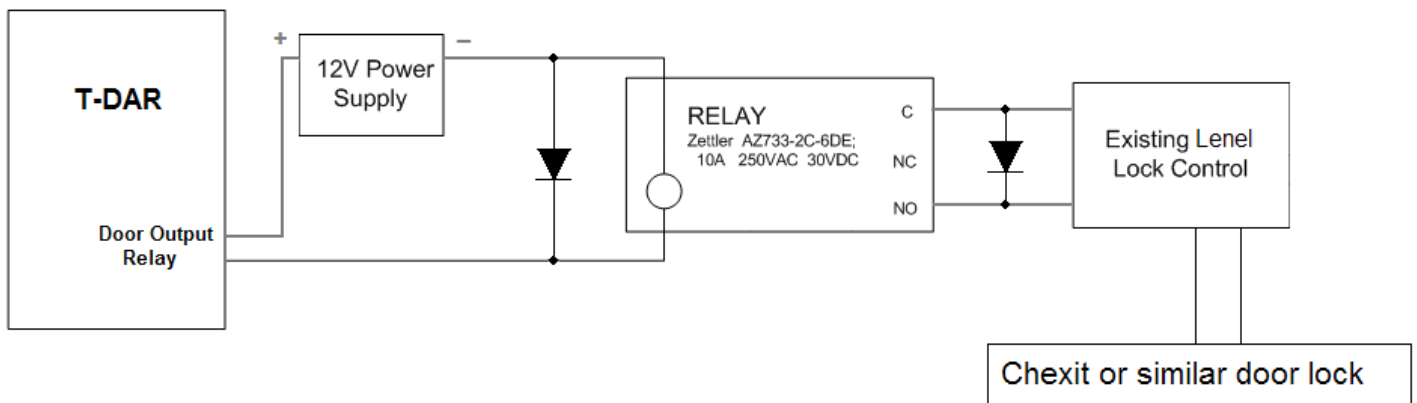 T-DAR
Door Output
Relay
+
12V Power
Supply
–
RELAY
Zettler AZ733-2C-6DE;
10A 250VAC 30VDC
C
NC
NO
Existing Lenel
Lock Control
Chexit or similar door lock